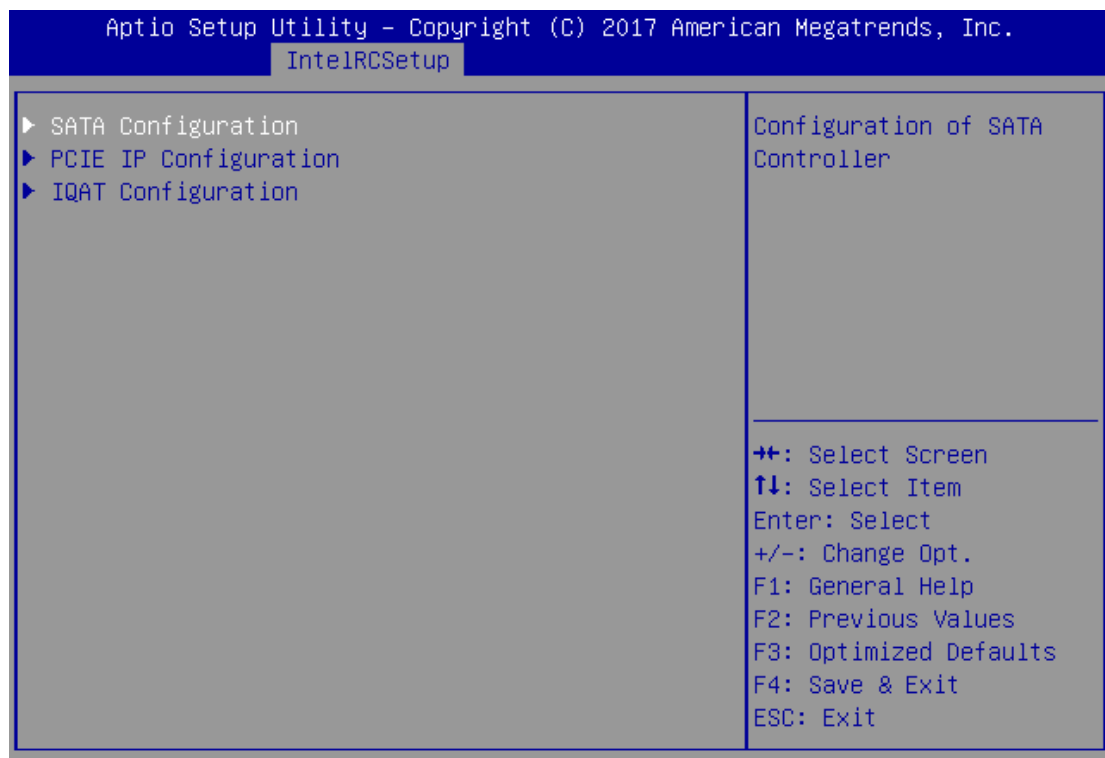 Aptio Setup Utility – Copyright (C) 2017 American Megatrends, Inc.
IntelRCSetup
▶ SATA Configuration
▶ PCIE IP Configuration
▶ IQAT Configuration
Configuration of SATA
Controller
→←: Select Screen
↑↓: Select Item
Enter: Select
+/-: Change Opt.
F1: General Help
F2: Previous Values
F3: Optimized Defaults
F4: Save & Exit
ESC: Exit